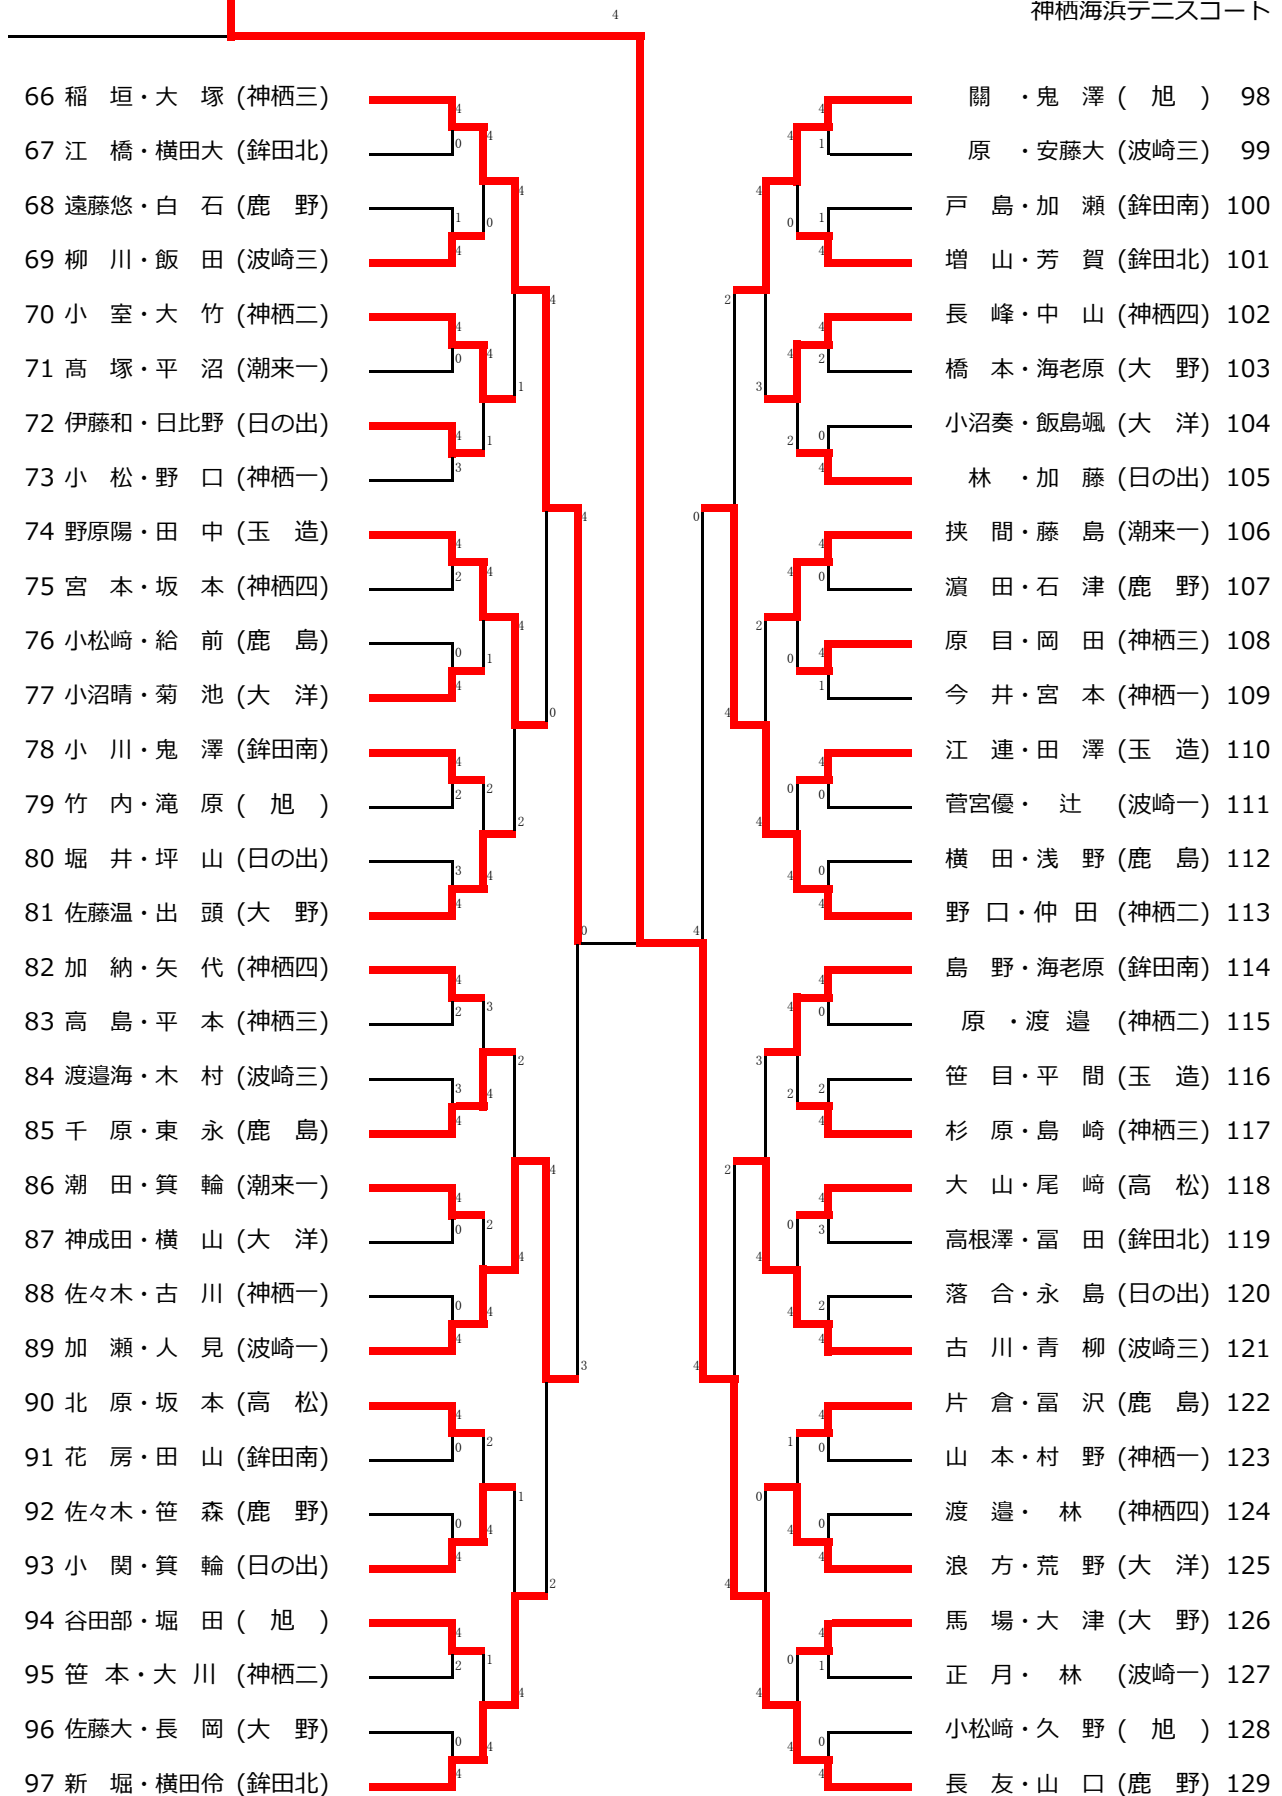 4
神栖海浜テニスコート
66 稲　垣・大　塚 (神栖三)
67 江　橋・横田大 (鉾田北)
68 遠藤悠・白　石 (鹿　野)
69 柳　川・飯　田 (波崎三)
70 小　室・大　竹 (神栖二)
71 髙　塚・平　沼 (潮来一)
72 伊藤和・日比野 (日の出)
73 小　松・野　口 (神栖一)
74 野原陽・田　中 (玉　造)
75 宮　本・坂　本 (神栖四)
76 小松﨑・給　前 (鹿　島)
77 小沼晴・菊　池 (大　洋)
78 小　川・鬼　澤 (鉾田南)
79 竹　内・滝　原 (　旭　)
80 堀　井・坪　山 (日の出)
81 佐藤温・出　頭 (大　野)
82 加　納・矢　代 (神栖四)
83 高　島・平　本 (神栖三)
84 渡邉海・木　村 (波崎三)
85 千　原・東　永 (鹿　島)
86 潮　田・箕　輪 (潮来一)
87 神成田・横　山 (大　洋)
88 佐々木・古　川 (神栖一)
89 加　瀬・人　見 (波崎一)
90 北　原・坂　本 (高　松)
91 花　房・田　山 (鉾田南)
92 佐々木・笹　森 (鹿　野)
93 小　関・箕　輪 (日の出)
94 谷田部・堀　田 (　旭　)
95 笹　本・大　川 (神栖二)
96 佐藤大・長　岡 (大　野)
97 新　堀・横田伶 (鉾田北)
關　・鬼　澤 (　旭　) 98
原　・安藤大 (波崎三) 99
戸　島・加　瀬 (鉾田南) 100
増　山・芳　賀 (鉾田北) 101
長　峰・中　山 (神栖四) 102
橋　本・海老原 (大　野) 103
小沼奏・飯島颯 (大　洋) 104
林　・加　藤 (日の出) 105
挟　間・藤　島 (潮来一) 106
濵　田・石　津 (鹿　野) 107
原　目・岡　田 (神栖三) 108
今　井・宮　本 (神栖一) 109
江　連・田　澤 (玉　造) 110
菅宮優・　辻　 (波崎一) 111
横　田・浅　野 (鹿　島) 112
野　口・仲　田 (神栖二) 113
島　野・海老原 (鉾田南) 114
原　・渡　邉 (神栖二) 115
笹　目・平　間 (玉　造) 116
杉　原・島　崎 (神栖三) 117
大　山・尾　﨑 (高　松) 118
高根澤・冨　田 (鉾田北) 119
落　合・永　島 (日の出) 120
古　川・青　柳 (波崎三) 121
片　倉・冨　沢 (鹿　島) 122
山　本・村　野 (神栖一) 123
渡　邉・　林　 (神栖四) 124
浪　方・荒　野 (大　洋) 125
馬　場・大　津 (大　野) 126
正　月・　林　 (波崎一) 127
小松﨑・久　野 (　旭　) 128
長　友・山　口 (鹿　野) 129